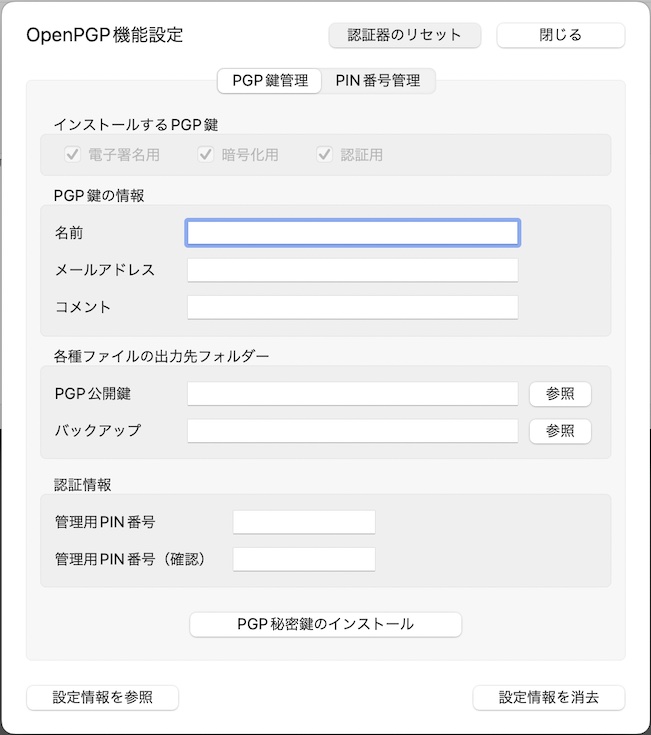 OpenPGP機能設定 認証器のリセット 閉じる
PGP鍵管理 PIN番号管理
インストールするPGP鍵
電子署名用 暗号化用 認証用
PGP鍵の情報
名前
メールアドレス
コメント
各種ファイルの出力先フォルダー
PGP公開鍵 参照
バックアップ 参照
認証情報
管理用PIN番号
管理用PIN番号（確認）
PGP秘密鍵のインストール
設定情報を参照 設定情報を消去